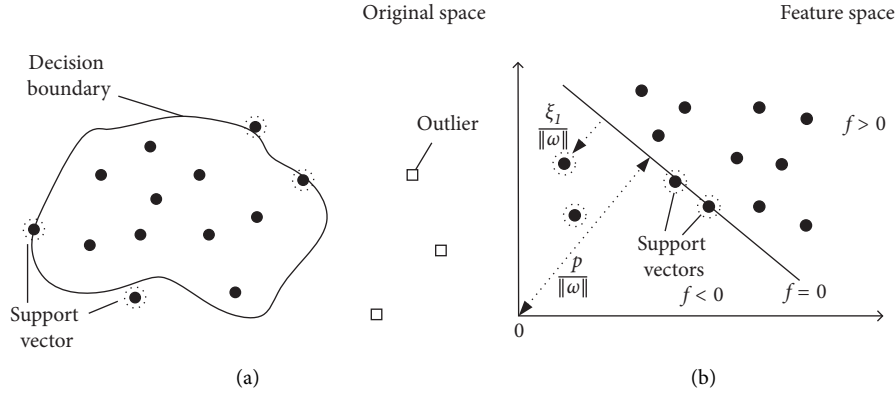 Original space
Feature space
Decision
boundary
Outlier
Support
vector
(a)
ξ1
||ω||
f > 0
Support
vectors
p
||ω||
f < 0
f = 0
0
(b)